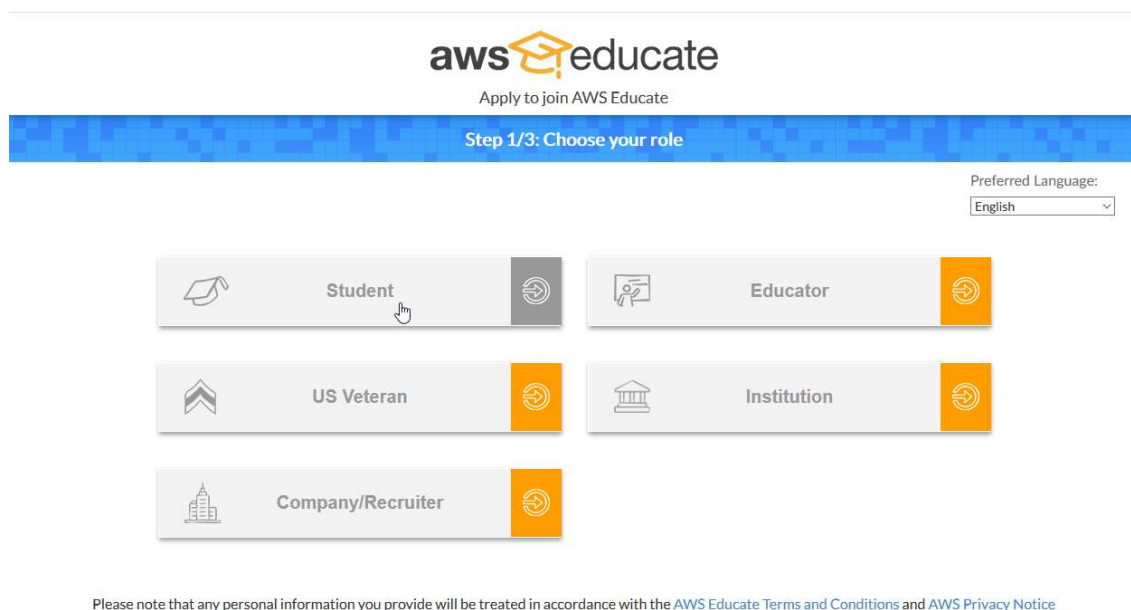 aws educate
Apply to join AWS Educate
Step 1/3: Choose your role
Preferred Language:
English
Student
Educator
US Veteran
Institution
Company/Recruiter
Please note that any personal information you provide will be treated in accordance with the AWS Educate Terms and Conditions and AWS Privacy Notice